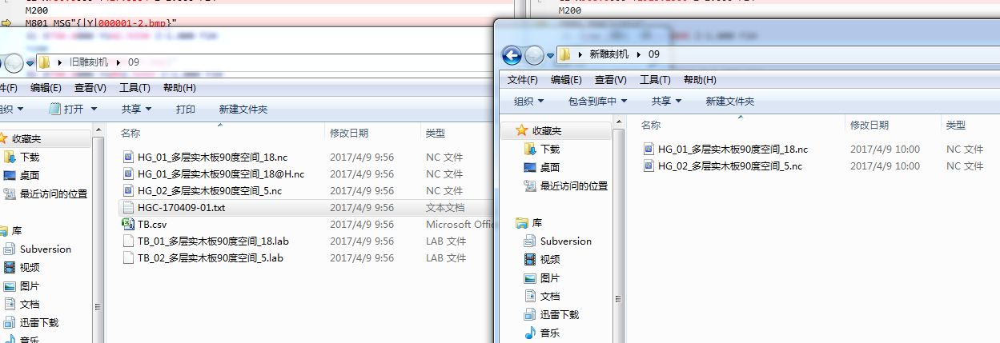 M200
M801 MSG"{|Y|000001-2.bmp}"
旧雕刻机 09
件(F) 编辑(E) 查看(V) 工具(T) 帮助(H)
组织 打开 共享 打印 新建文件夹
收藏夹
下载
桌面
最近访问的位置
库
Subversion
视频
图片
文档
迅雷下载
音乐
名称 修改日期 类型
HG_01_多层实木板90度空间_18.nc 2017/4/9 9:56 NC 文件
HG_01_多层实木板90度空间_18@H.nc 2017/4/9 9:56 NC 文件
HG_02_多层实木板90度空间_5.nc 2017/4/9 9:56 NC 文件
HGC-170409-01.txt 2017/4/9 9:56 文本文档
TB.csv 2017/4/9 9:56 Microsoft Offic
TB_01_多层实木板90度空间_18.lab 2017/4/9 9:56 LAB 文件
TB_02_多层实木板90度空间_5.lab 2017/4/9 9:56 LAB 文件
M200
新雕刻机 09
文件(F) 编辑(E) 查看(V) 工具(T) 帮助(H)
组织 包含到库中 共享 新建文件夹
收藏夹
下载
桌面
最近访问的位置
库
Subversion
视频
图片
文档
迅雷下载
音乐
名称 修改日期 类型
HG_01_多层实木板90度空间_18.nc 2017/4/9 10:00 NC 文件
HG_02_多层实木板90度空间_5.nc 2017/4/9 10:00 NC 文件